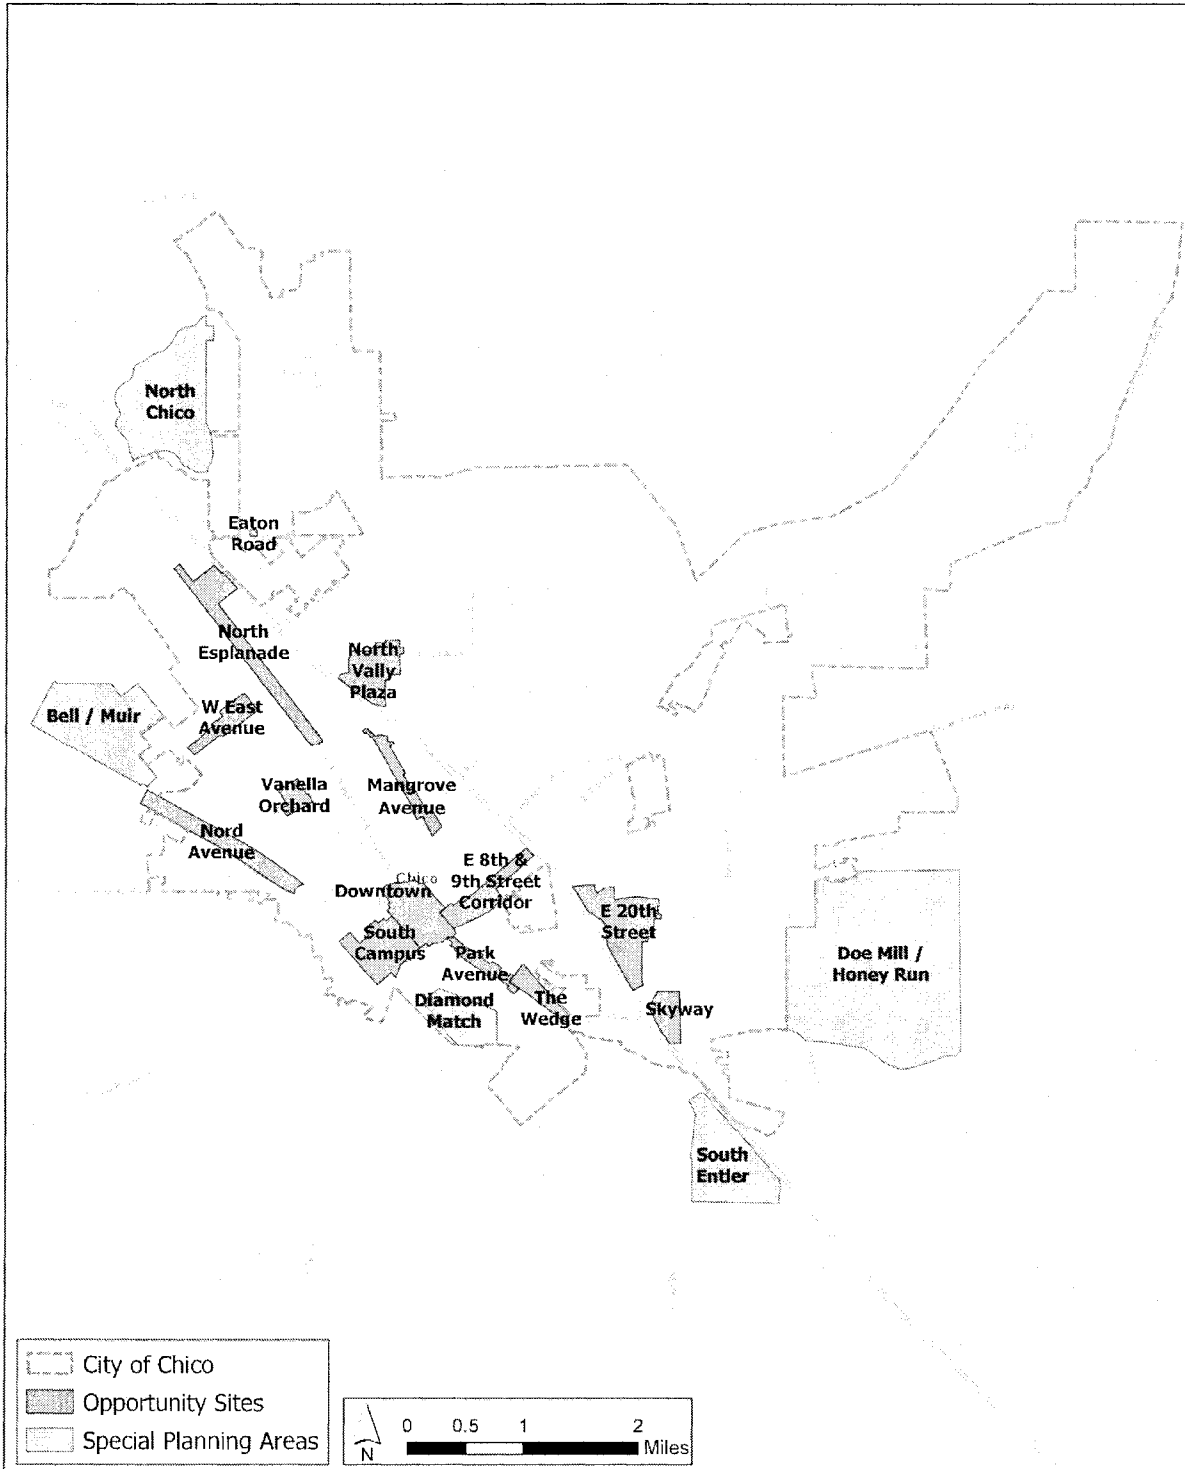 North
Chico
Eaton
Road
North
Esplanade
North
Vally
Plaza
Bell / Muir
W East
Avenue
Vanella
Orchard
Mangrove
Avenue
Nord
Avenue
E 8th &
9th Street
Corridor
Chico
Downtown
E 20th
Street
South
Campus
Park
Avenue
Doe Mill /
Honey Run
Diamond
Match
The
Wedge
Skyway
South
Entler
City of Chico
Opportunity Sites
Special Planning Areas
N
0 0.5 1 2
Miles